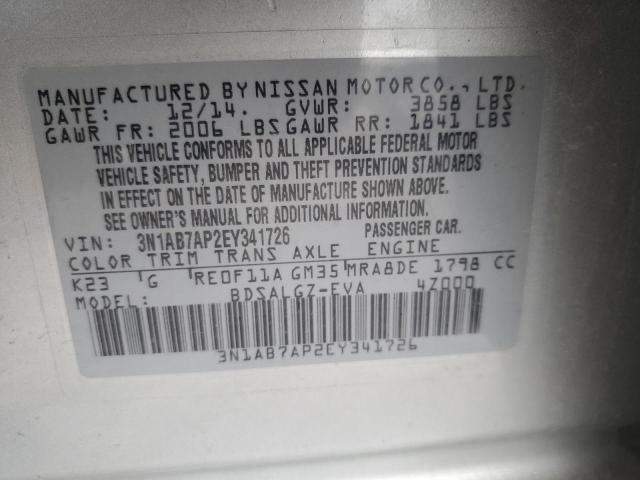 MANUFACTURED BY NISSAN MOTOR CO., LTD.
DATE: 12/14. GVWR: 3858 LBS
GAWR FR: 2006 LBS GAWR RR: 1841 LBS
THIS VEHICLE CONFORMS TO ALL APPLICABLE FEDERAL MOTOR
VEHICLE SAFETY, BUMPER AND THEFT PREVENTION STANDARDS
IN EFFECT ON THE DATE OF MANUFACTURE SHOWN ABOVE.
SEE OWNER'S MANUAL FOR ADDITIONAL INFORMATION.
VIN: 3N1AB7AP2EY341726 PASSENGER CAR.
COLOR TRIM TRANS AXLE ENGINE
K23 G RE0F11A GM35 MRA8DE 1798 CC
MODEL: BDSALGZ-EVA 4Z000
3N1AB7AP2EY341726